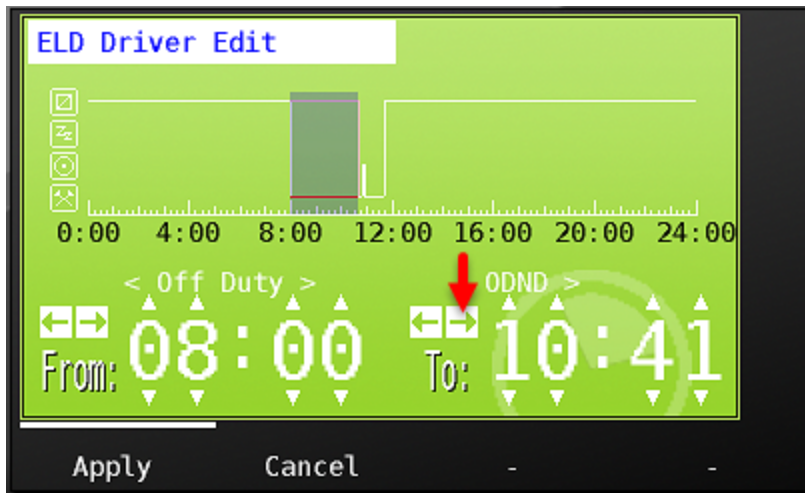 ELD Driver Edit
0:00 4:00 8:00 12:00 16:00 20:00 24:00
< Off Duty > ODND >
From: 08:00 To: 10:41
Apply Cancel - -